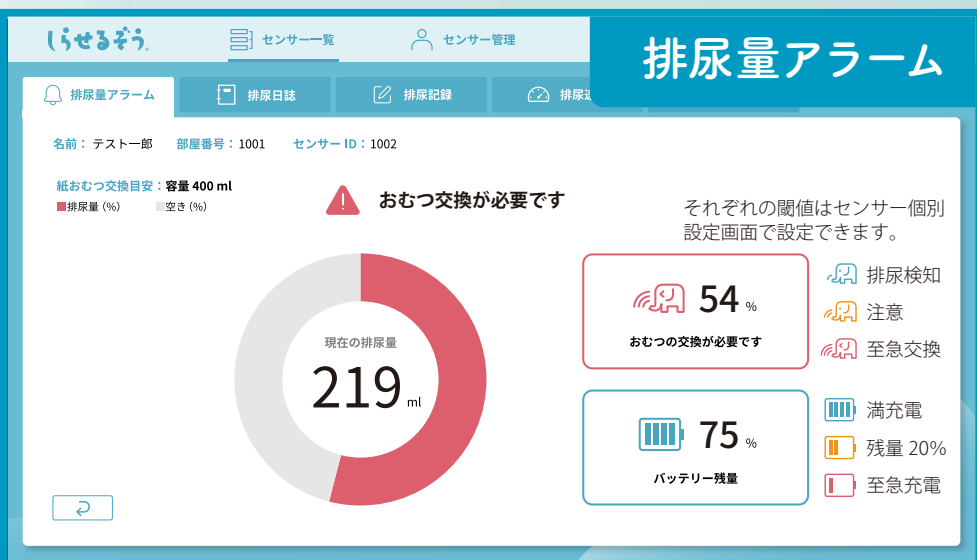 しらせるぞう。
センサー一覧
センサー管理
排尿量アラーム
排尿量アラーム
排尿日誌
排尿記録
名前：テスト一郎 部屋番号：1001 センサー ID：1002
紙おむつ交換目安：容量 400 ml
排尿量 (%) 空き (%)
おむつ交換が必要です
それぞれの閾値はセンサー個別
設定画面で設定できます。
現在の排尿量
219 ml
54 %
おむつの交換が必要です
排尿検知
注意
至急交換
75 %
バッテリー残量
満充電
残量 20%
至急充電